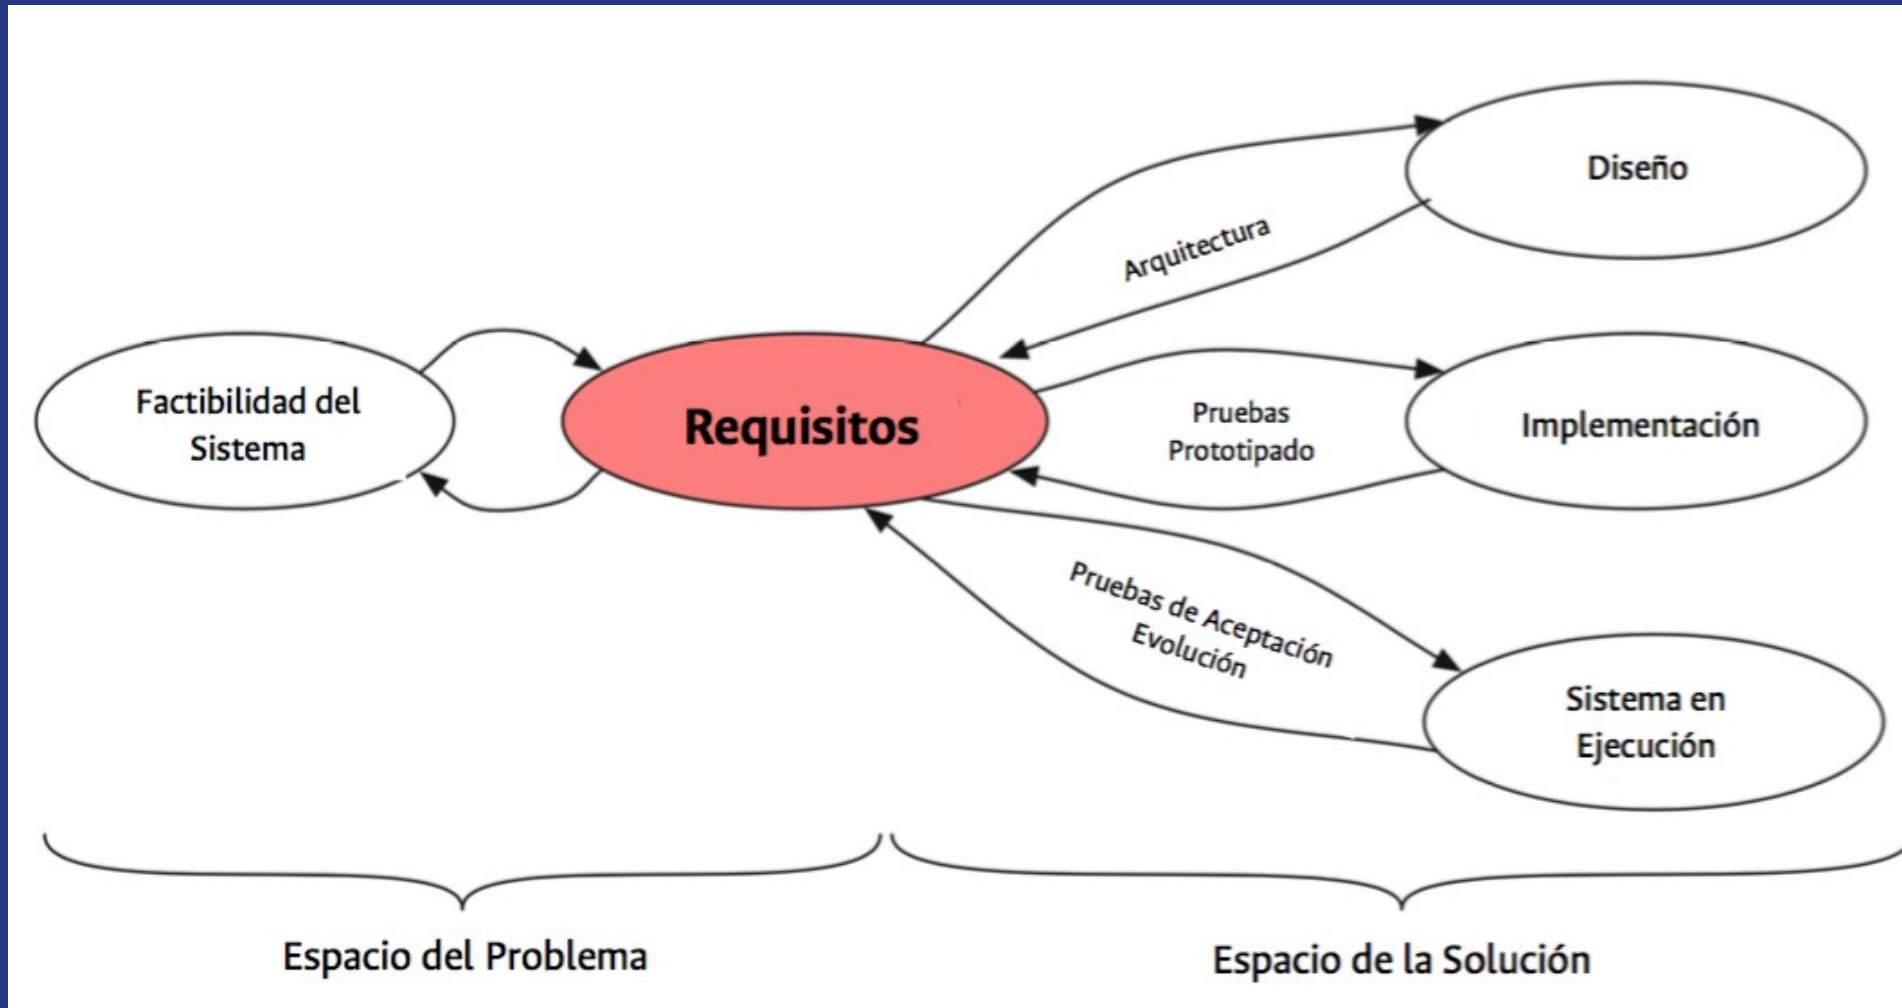 Diseño
Arquitectura
Factibilidad del
Sistema
Requisitos
Pruebas
Prototipado
Implementación
Pruebas de Aceptación
Evolución
Sistema en
Ejecución
Espacio del Problema
Espacio de la Solución